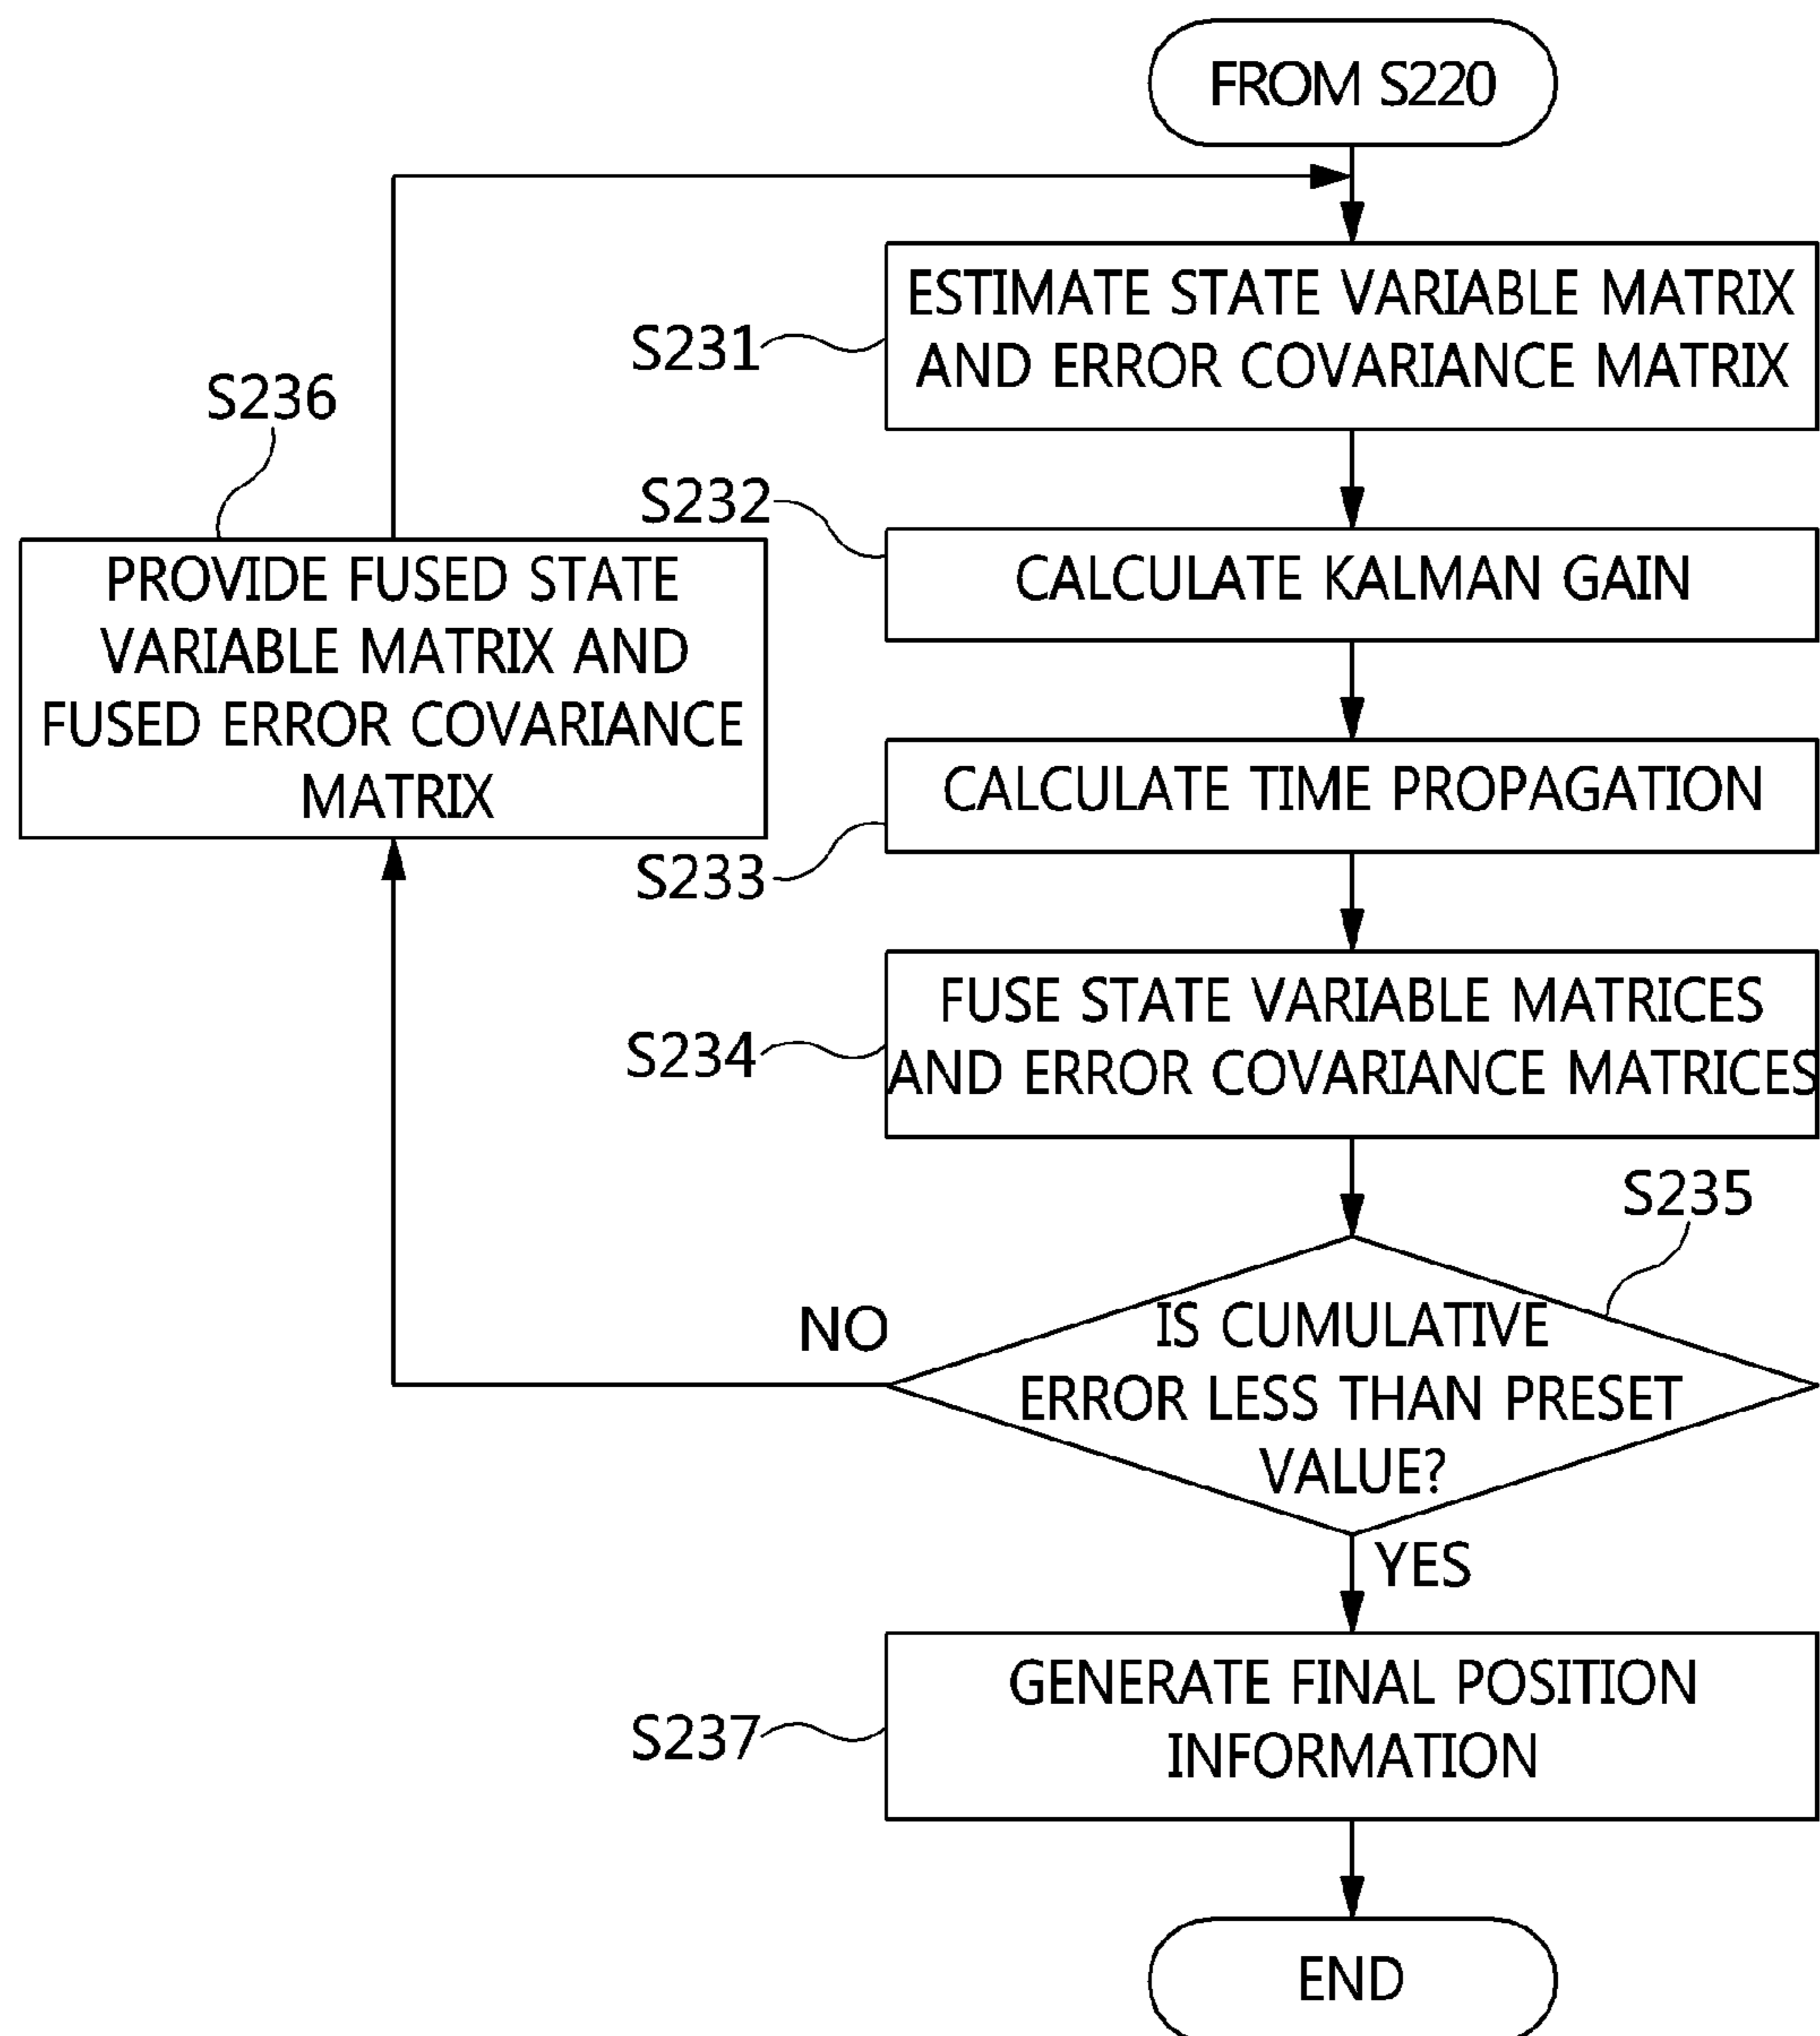 FROM S220
S231
ESTIMATE STATE VARIABLE MATRIX
AND ERROR COVARIANCE MATRIX
S236
PROVIDE FUSED STATE
VARIABLE MATRIX AND
FUSED ERROR COVARIANCE
MATRIX
S232
CALCULATE KALMAN GAIN
CALCULATE TIME PROPAGATION
S233
FUSE STATE VARIABLE MATRICES
AND ERROR COVARIANCE MATRICES
S234
S235
IS CUMULATIVE
ERROR LESS THAN PRESET
VALUE?
NO
YES
GENERATE FINAL POSITION
INFORMATION
S237
END